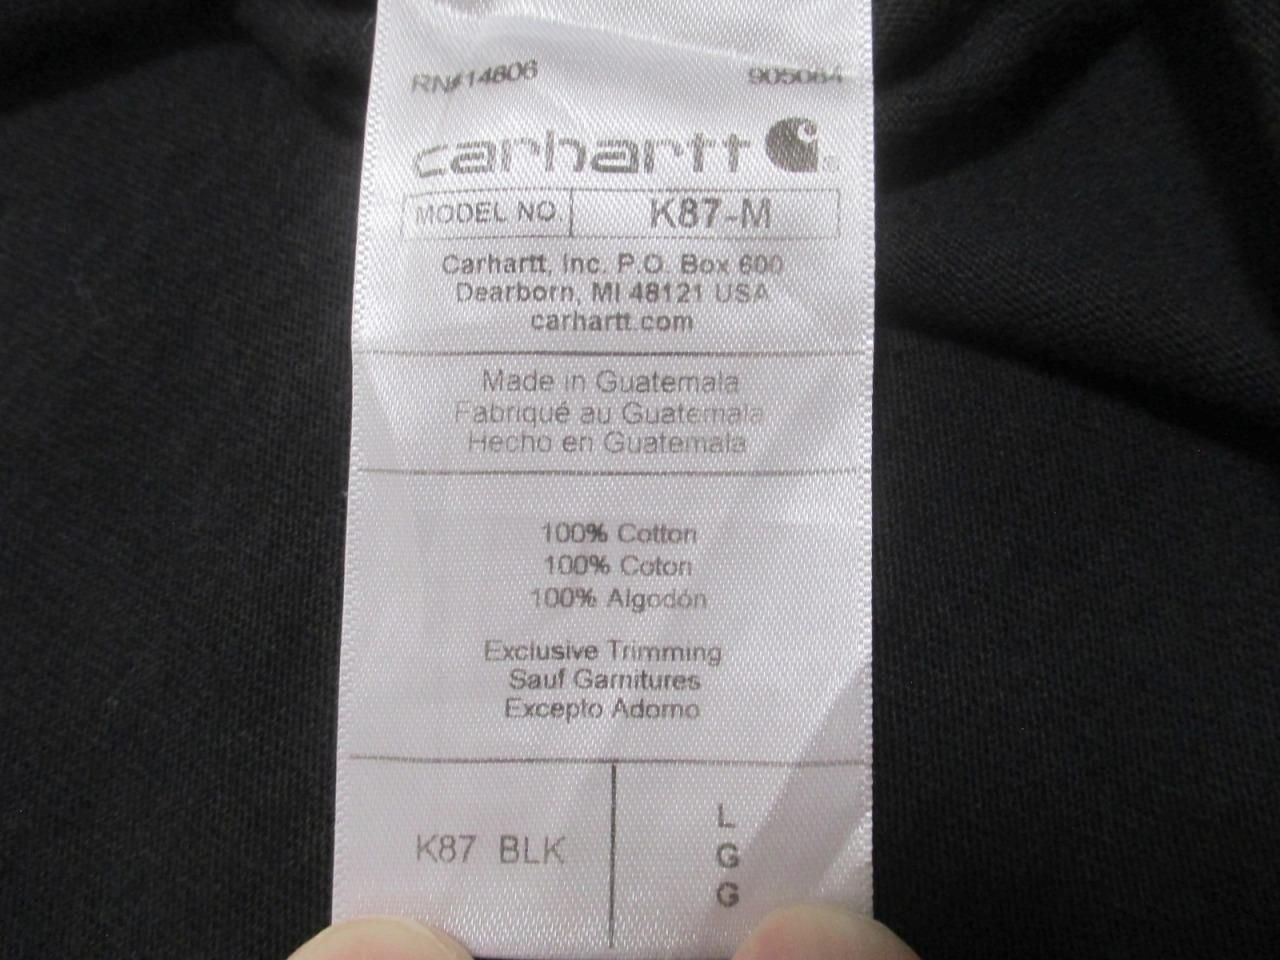 RN#14806 905064
carhartt
MODEL NO. K87-M
Carhartt, Inc. P.O. Box 600
Dearborn, MI 48121 USA
carhartt.com
Made in Guatemala
Fabriqué au Guatemala
Hecho en Guatemala
100% Cotton
100% Coton
100% Algodón
Exclusive Trimming
Sauf Garnitures
Excepto Adorno
K87 BLK
L
G
G